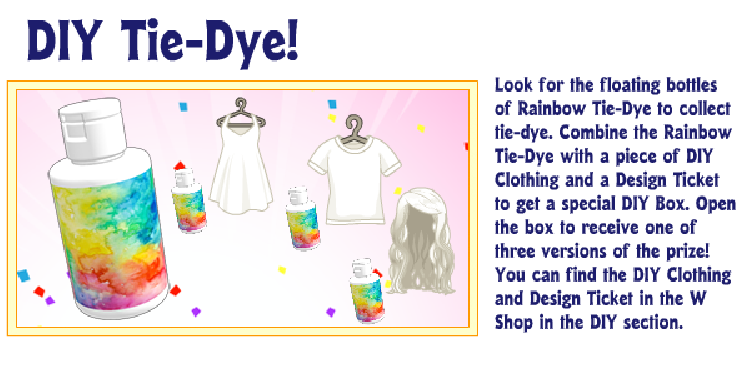 DIY Tie-Dye!
Look for the floating bottles
of Rainbow Tie-Dye to collect
tie-dye. Combine the Rainbow
Tie-Dye with a piece of DIY
Clothing and a Design Ticket
to get a special DIY Box. Open
the box to receive one of
three versions of the prize!
You can find the DIY Clothing
and Design Ticket in the W
Shop in the DIY section.